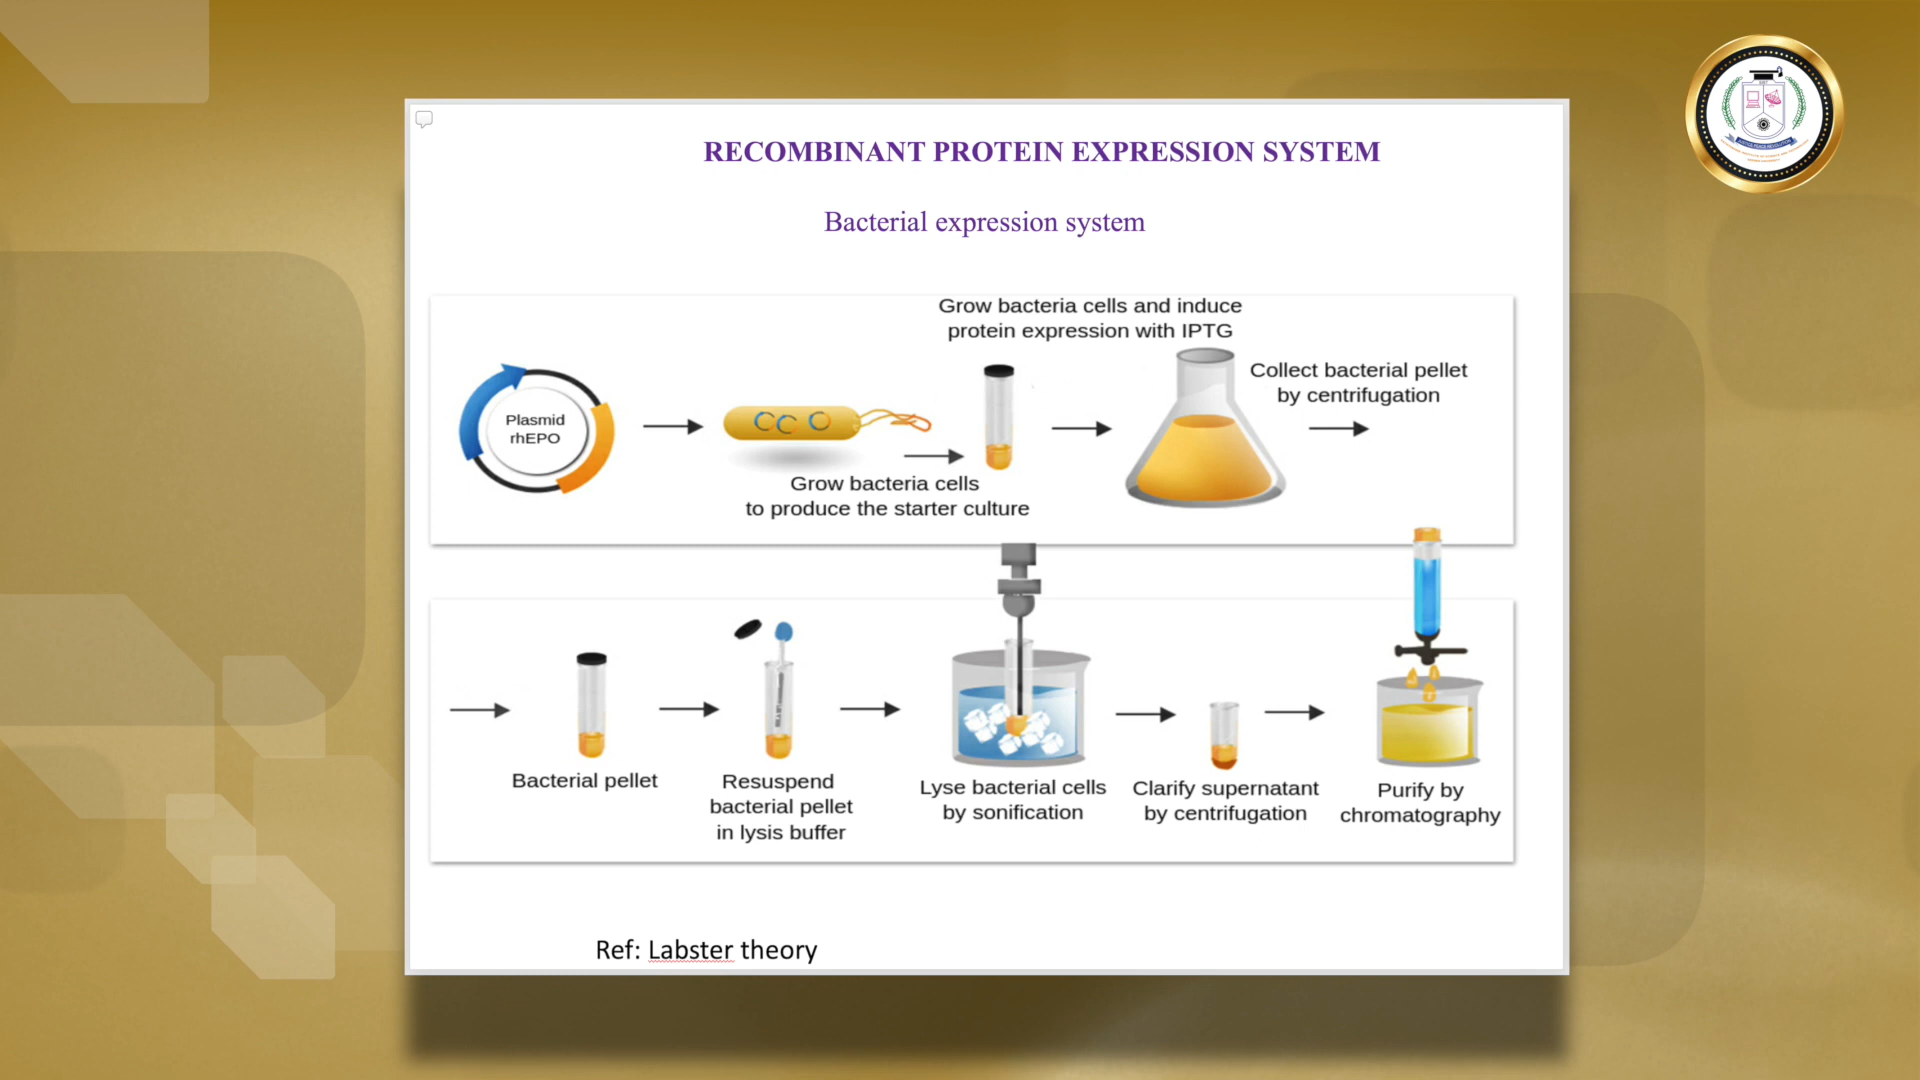 RECOMBINANT PROTEIN EXPRESSION SYSTEM
Bacterial expression system
Grow bacteria cells and induce
protein expression with IPTG
Collect bacterial pellet
by centrifugation
Plasmid
rhEPO
Grow bacteria cells
to produce the starter culture
Bacterial pellet
Resuspend
bacterial pellet
in lysis buffer
Lyse bacterial cells
by sonification
Clarify supernatant
by centrifugation
Purify by
chromatography
Ref: Labster theory